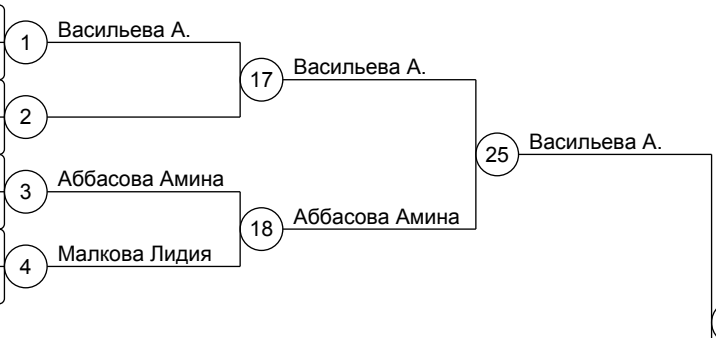 1
Васильева А.
17
Васильева А.
2
25
Васильева А.
3
Аббасова Амина
18
Аббасова Амина
4
Малкова Лидия